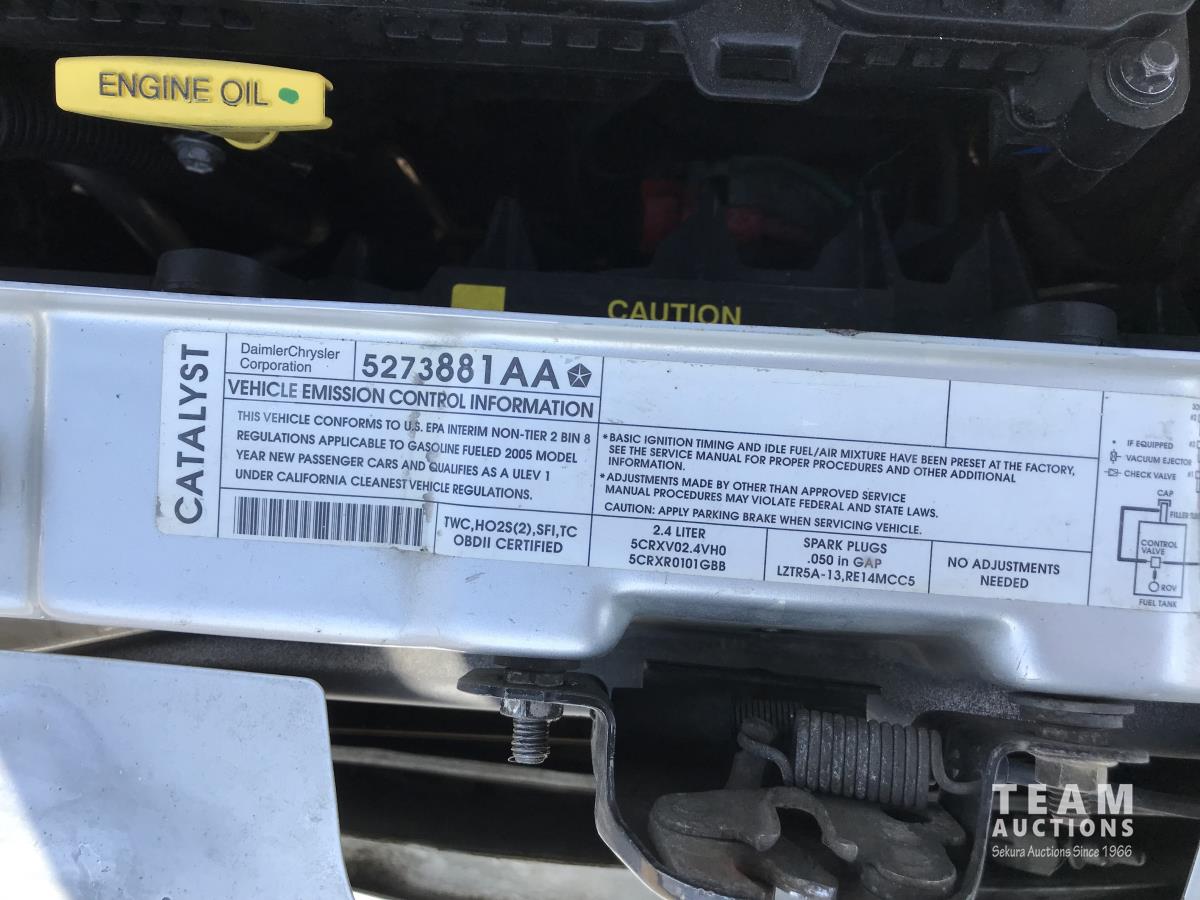 ENGINE OIL
CAUTION
CATALYST
DaimlerChrysler
Corporation
5273881AA
VEHICLE EMISSION CONTROL INFORMATION
THIS VEHICLE CONFORMS TO U.S. EPA INTERIM NON-TIER 2 BIN 8
REGULATIONS APPLICABLE TO GASOLINE FUELED 2005 MODEL
YEAR NEW PASSENGER CARS AND QUALIFIES AS A ULEV 1
UNDER CALIFORNIA CLEANEST VEHICLE REGULATIONS.
TWC,HO2S(2),SFI,TC
OBDII CERTIFIED
*BASIC IGNITION TIMING AND IDLE FUEL/AIR MIXTURE HAVE BEEN PRESET AT THE FACTORY,
SEE THE SERVICE MANUAL FOR PROPER PROCEDURES AND OTHER ADDITIONAL
INFORMATION.
*ADJUSTMENTS MADE BY OTHER THAN APPROVED SERVICE
MANUAL PROCEDURES MAY VIOLATE FEDERAL AND STATE LAWS.
CAUTION: APPLY PARKING BRAKE WHEN SERVICING VEHICLE.
2.4 LITER
5CRXV02.4VH0
5CRXR0101GBB
SPARK PLUGS
.050 in GAP
LZTR5A-13,RE14MCC5
NO ADJUSTMENTS
NEEDED
* IF EQUIPPED
VACUUM EJECTOR
CHECK VALVE
CAP
CONTROL
VALVE
ROV
FUEL TANK
TEAM
AUCTIONS
Sekura Auctions Since 1966